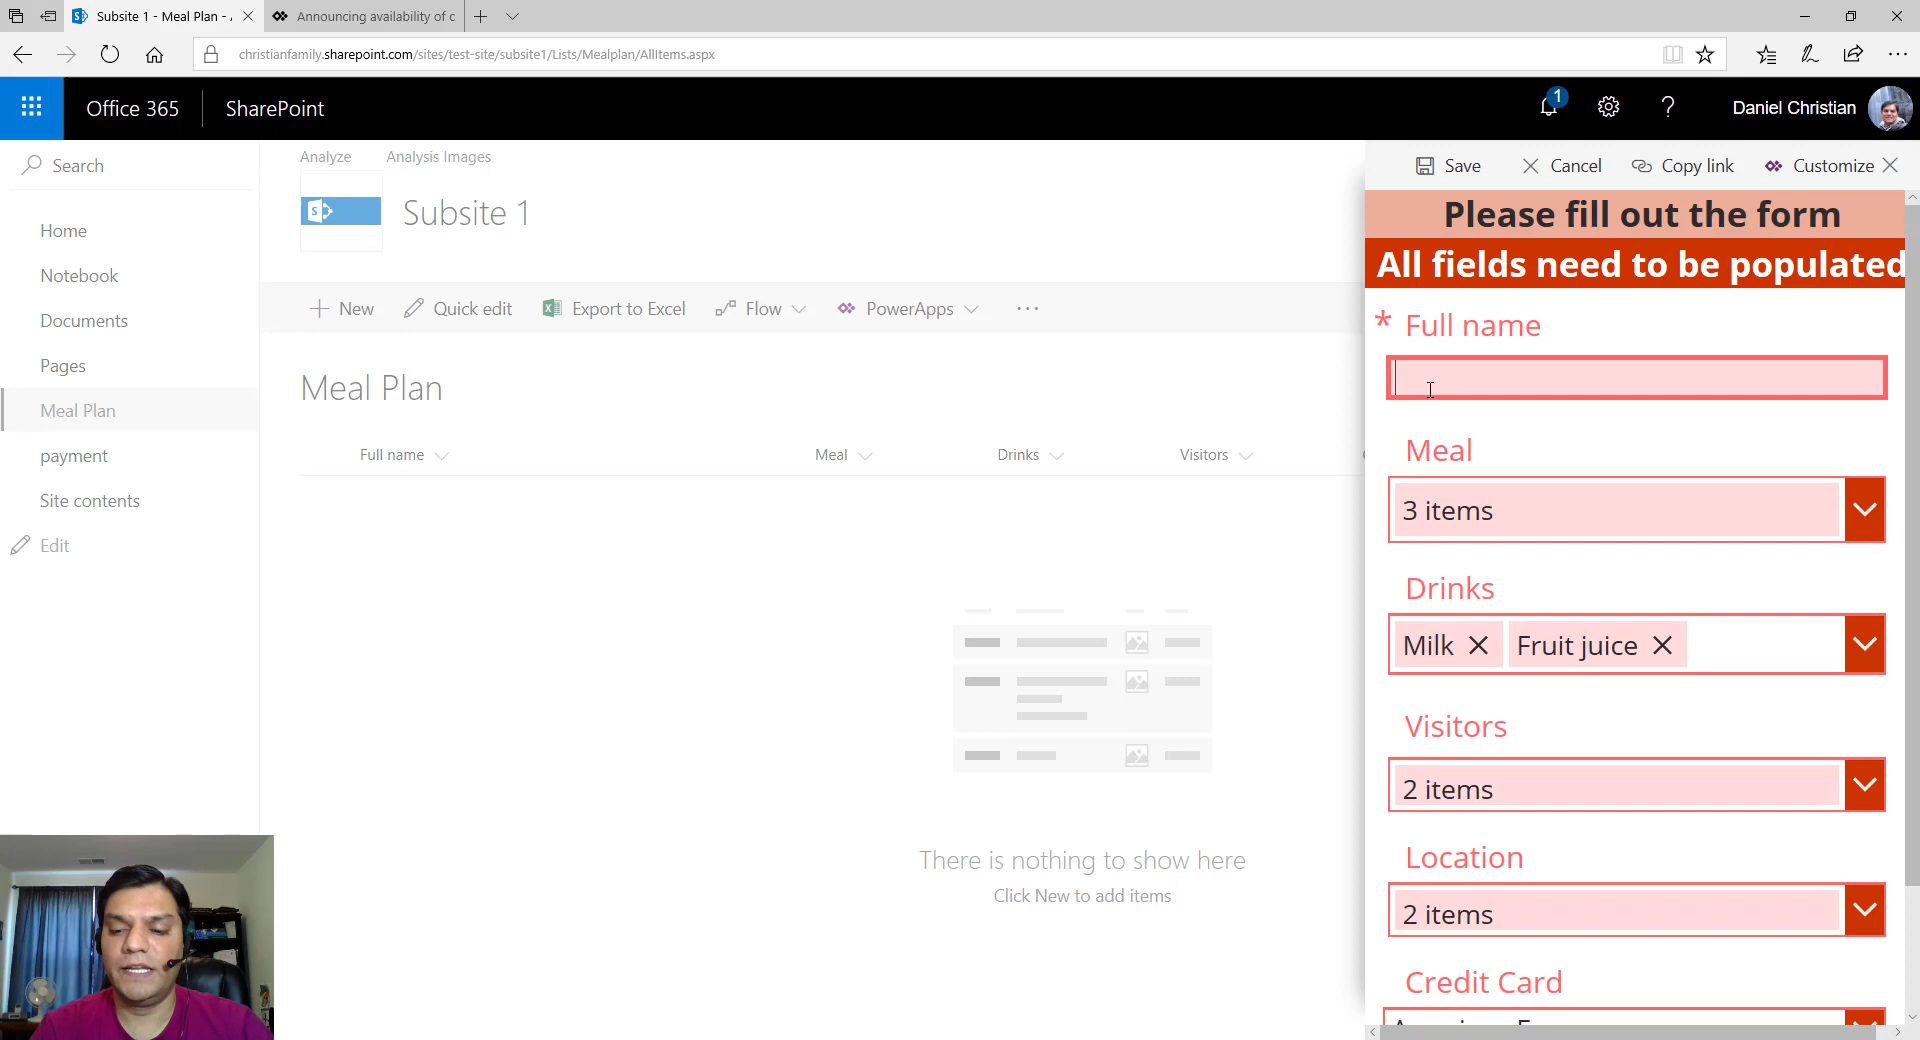 Subsite 1 - Meal Plan - A
Announcing availability of c
christianfamily.sharepoint.com/sites/test-site/subsite1/Lists/Mealplan/AllItems.aspx
Office 365
SharePoint
1
?
Daniel Christian
Search
Analyze
Analysis Images
Save
Cancel
Copy link
Customize
Subsite 1
Please fill out the form
All fields need to be populated
Home
Notebook
Documents
Pages
Meal Plan
payment
Site contents
Edit
New
Quick edit
Export to Excel
Flow
PowerApps
Meal Plan
Full name
Meal
Drinks
Visitors
There is nothing to show here
Click New to add items
* Full name
Meal
3 items
Drinks
Milk
Fruit juice
Visitors
2 items
Location
2 items
Credit Card